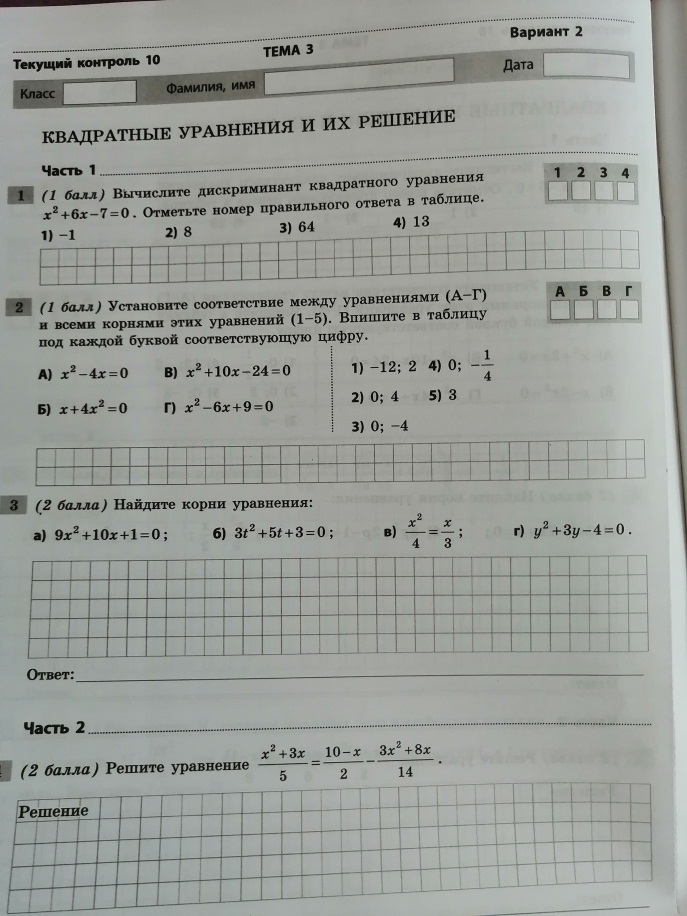 Вариант 2
Текущий контроль 10 ТЕМА 3
Класс Фамилия, имя Дата
КВАДРАТНЫЕ УРАВНЕНИЯ И ИХ РЕШЕНИЕ
Часть 1
1 (1 балл) Вычислите дискриминант квадратного уравнения
x²+6x−7=0. Отметьте номер правильного ответа в таблице.
1) −1 2) 8 3) 64 4) 13
1 2 3 4
2 (1 балл) Установите соответствие между уравнениями (А–Г)
и всеми корнями этих уравнений (1–5). Впишите в таблицу
под каждой буквой соответствующую цифру.
А Б В Г
А) x²−4x=0 В) x²+10x−24=0
Б) x+4x²=0 Г) x²−6x+9=0
1) −12; 2 4) 0; −1/4
2) 0; 4 5) 3
3) 0; −4
3 (2 балла) Найдите корни уравнения:
а) 9x²+10x+1=0; б) 3t²+5t+3=0; в) x²/4=x/3; г) y²+3y−4=0.
Ответ:
Часть 2
(2 балла) Решите уравнение (x²+3x)/5=(10−x)/2−(3x²+8x)/14.
Решение